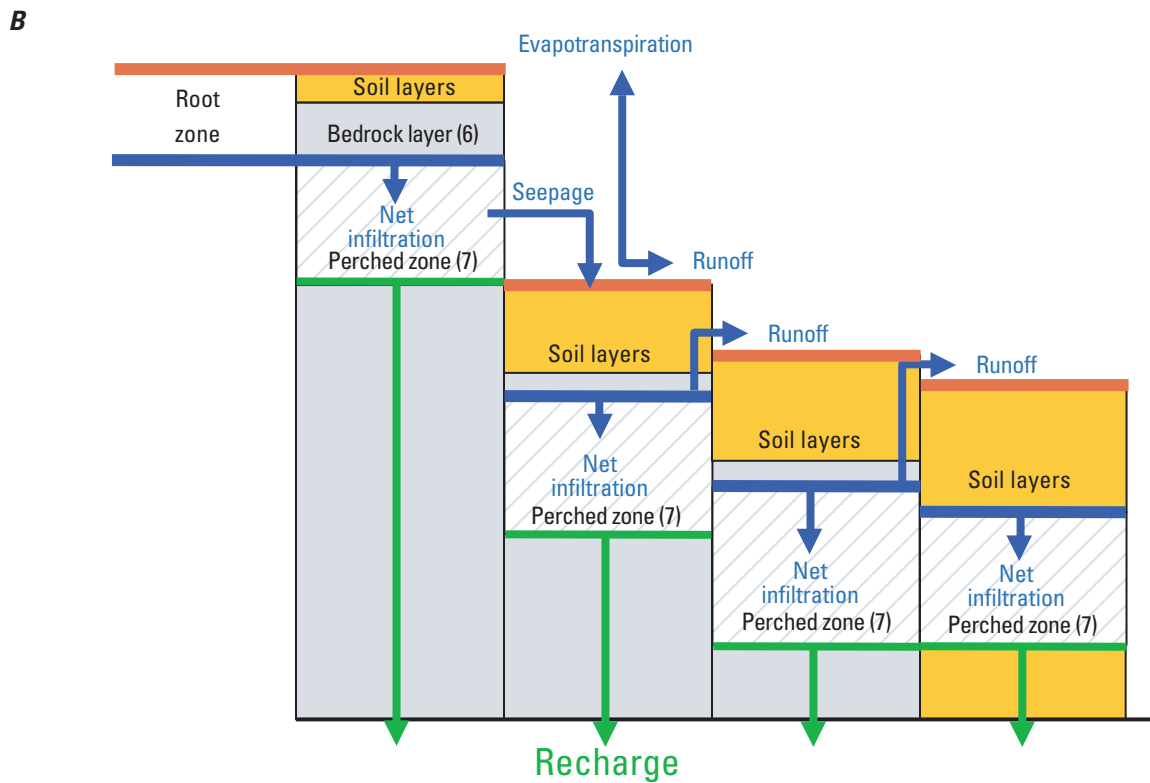 B
Evapotranspiration
Soil layers
Root
zone
Bedrock layer (6)
Seepage
Net
infiltration
Perched zone (7)
Runoff
Runoff
Soil layers
Runoff
Soil layers
Soil layers
Net
infiltration
Perched zone (7)
Net
infiltration
Perched zone (7)
Net
infiltration
Perched zone (7)
Recharge